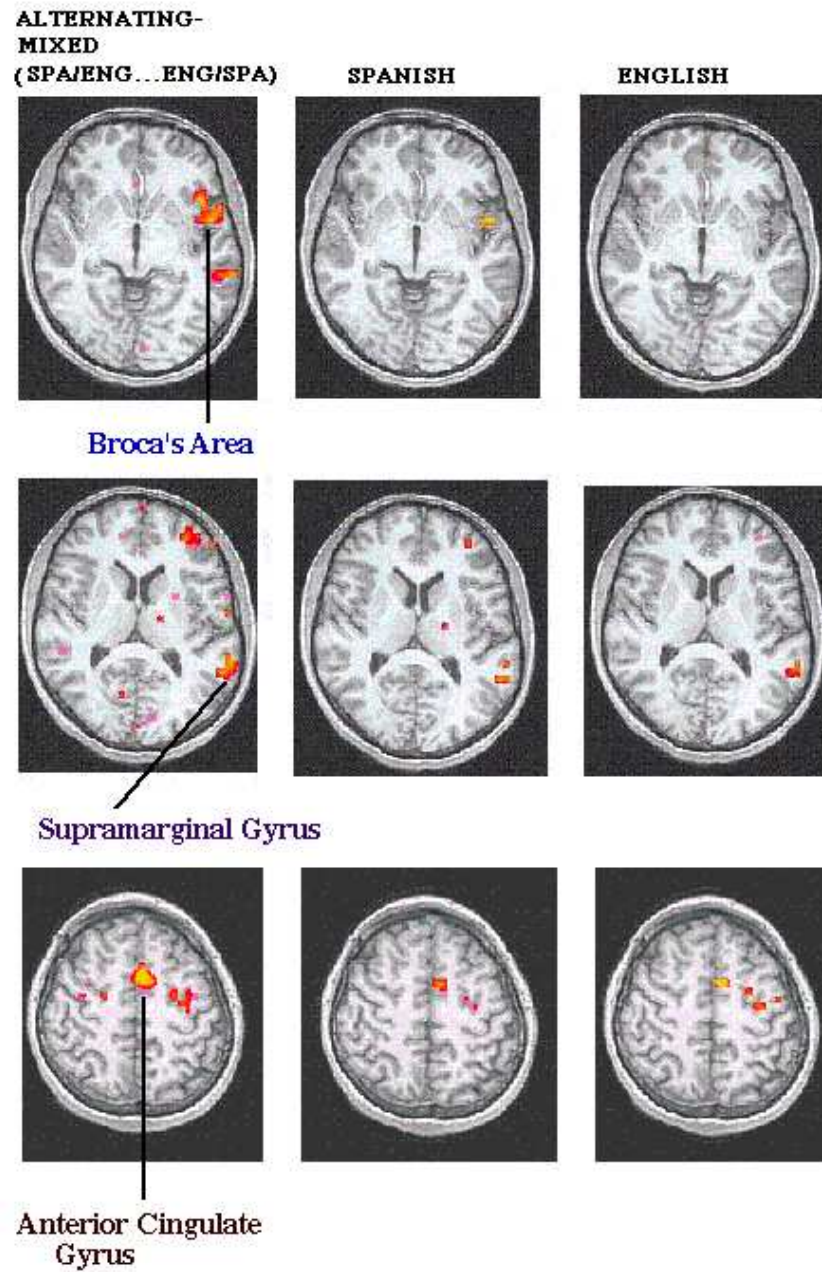 ALTERNATING-
MIXED
(SPA/ENG...ENG/SPA)
SPANISH
ENGLISH
Broca's Area
Supramarginal Gyrus
Anterior Cingulate
Gyrus